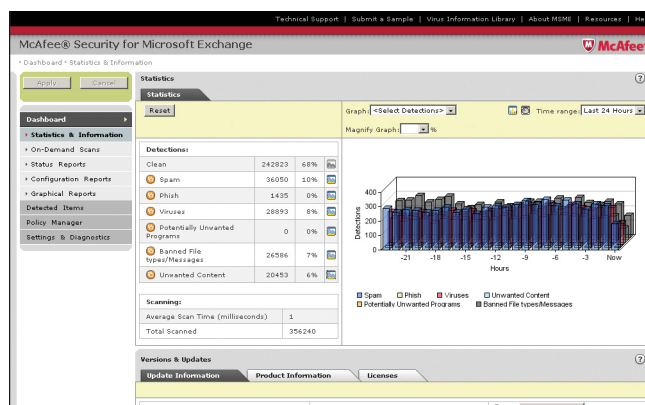 Technical Support | Submit a Sample | Virus Information Library | About MSME | Resources | He
McAfee® Security for Microsoft Exchange
McAfee
Dashboard Statistics & Information
Apply Cancel
Dashboard
Statistics & Information
On-Demand Scans
Status Reports
Configuration Reports
Graphical Reports
Detected Items
Policy Manager
Settings & Diagnostics
Statistics
Statistics
Reset
Graph: <Select Detections>
Time range: Last 24 Hours
Magnify Graph: %
Detections:
Clean 242823 68%
Spam 36050 10%
Phish 1435 0%
Viruses 28893 8%
Potentially Unwanted
Programs 0 0%
Banned File
types/Messages 26586 7%
Unwanted Content 20453 6%
Scanning:
Average Scan Time (milliseconds) 1
Total Scanned 356240
Detections
400
300
200
100
0
-21 -18 -15 -12 -9 -6 -3 Now
Hours
Spam Phish Viruses Unwanted Content
Potentially Unwanted Programs Banned File types/Messages
Versions & Updates
Update Information Product Information Licenses